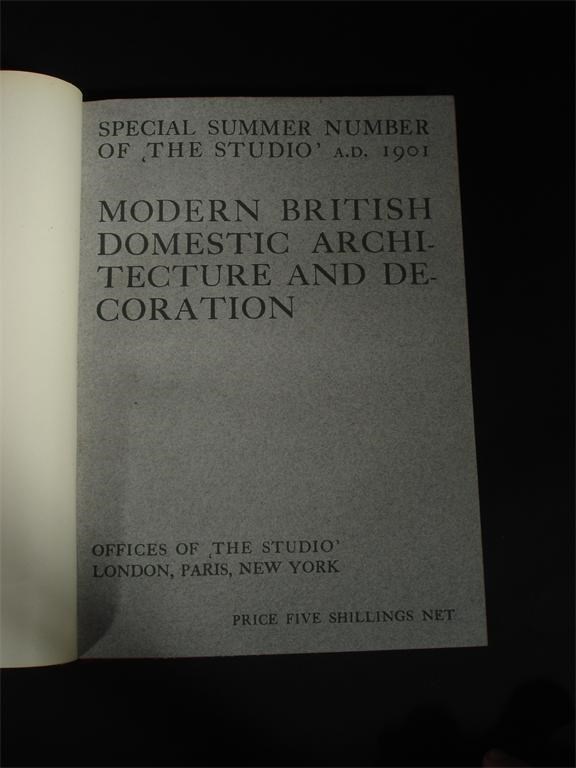 SPECIAL SUMMER NUMBER
OF ‚THE STUDIO' A.D. 1901
MODERN BRITISH
DOMESTIC ARCHI-
TECTURE AND DE-
CORATION
OFFICES OF ‚THE STUDIO'
LONDON, PARIS, NEW YORK
PRICE FIVE SHILLINGS NET